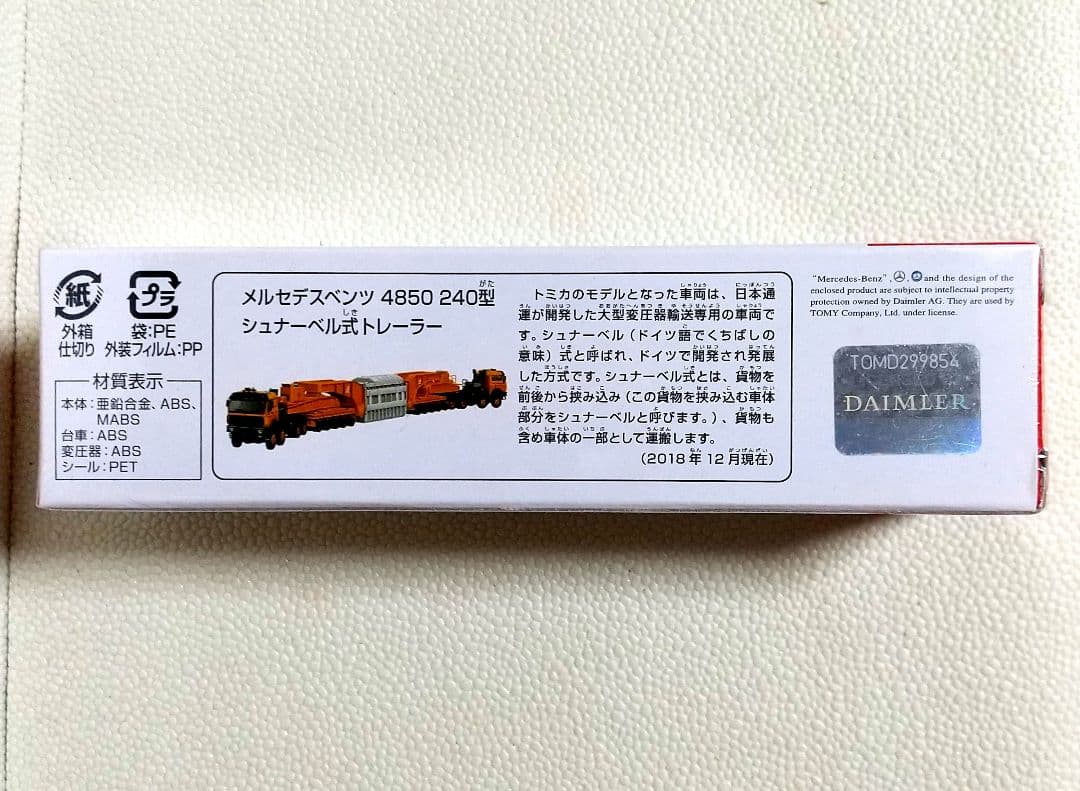 紙
プラ
外箱
仕切り
袋:PE
外装フィルム:PP
材質表示
本体:亜鉛合金、ABS、
MABS
台車:ABS
変圧器:ABS
シール:PET
メルセデスベンツ 4850 240型
シュナーベル式トレーラー
トミカのモデルとなった車両は、日本通
運が開発した大型変圧器輸送専用の車両で
す。シュナーベル(ドイツ語でくちばしの
意味)式と呼ばれ、ドイツで開発され発展
した方式です。シュナーベル式とは、貨物を
前後から挟み込み(この貨物を挟み込む車体
部分をシュナーベルと呼びます。)、貨物も
含め車体の一部として運搬します。
(2018年12月現在)
“Mercedes-Benz”, and the design of the
enclosed product are subject to intellectual property
protection owned by Daimler AG. They are used by
TOMY Company, Ltd. under license.
TOMD299854
DAIMLER